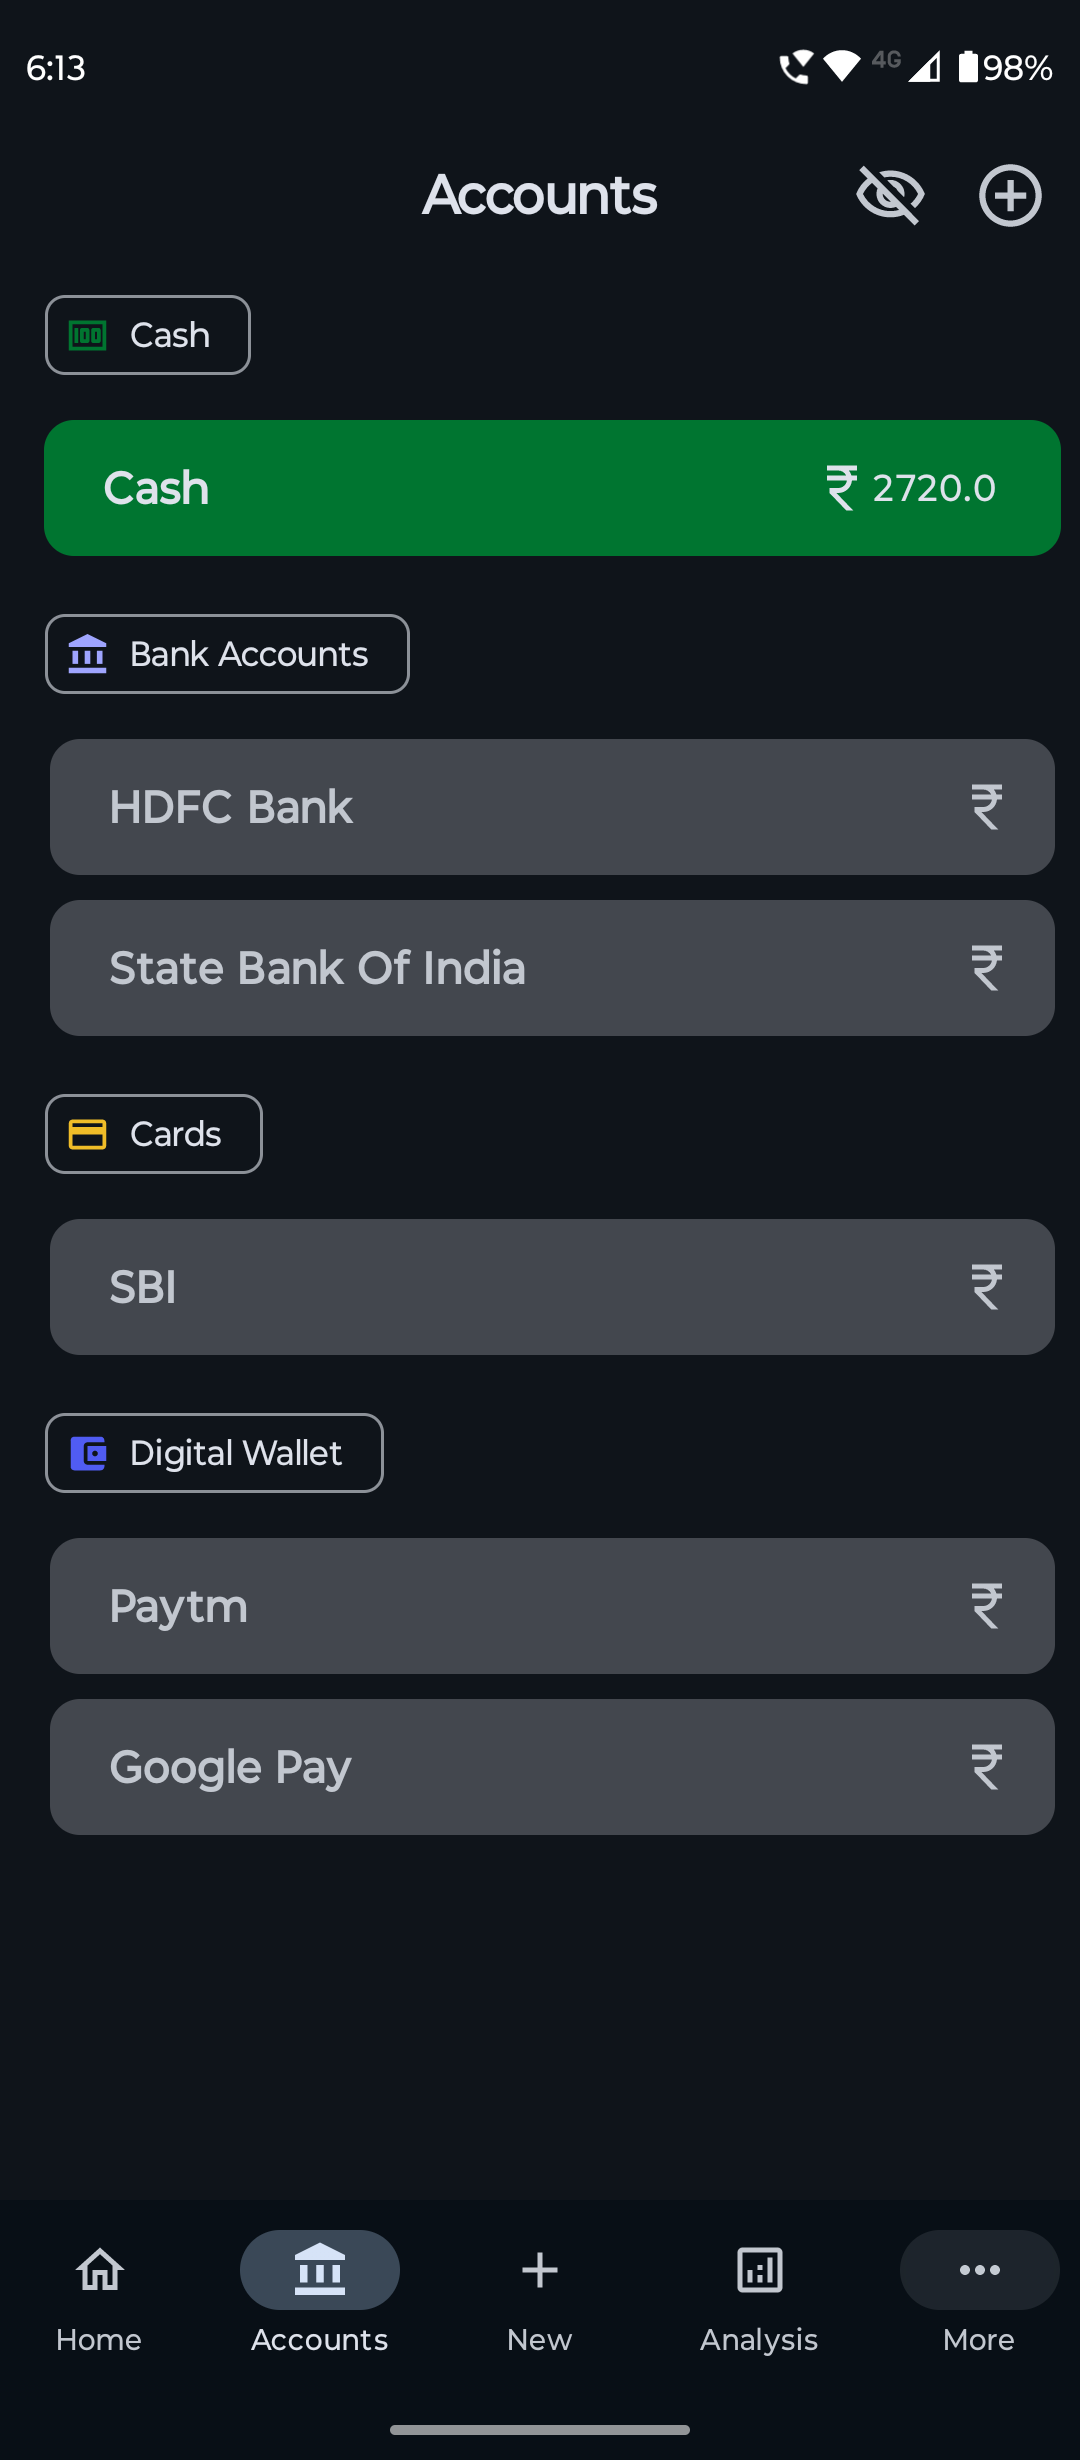 6:13
4G 98%
Accounts
Cash
Cash ₹ 2720.0
Bank Accounts
HDFC Bank ₹
State Bank Of India ₹
Cards
SBI ₹
Digital Wallet
Paytm ₹
Google Pay ₹
Home Accounts New Analysis More